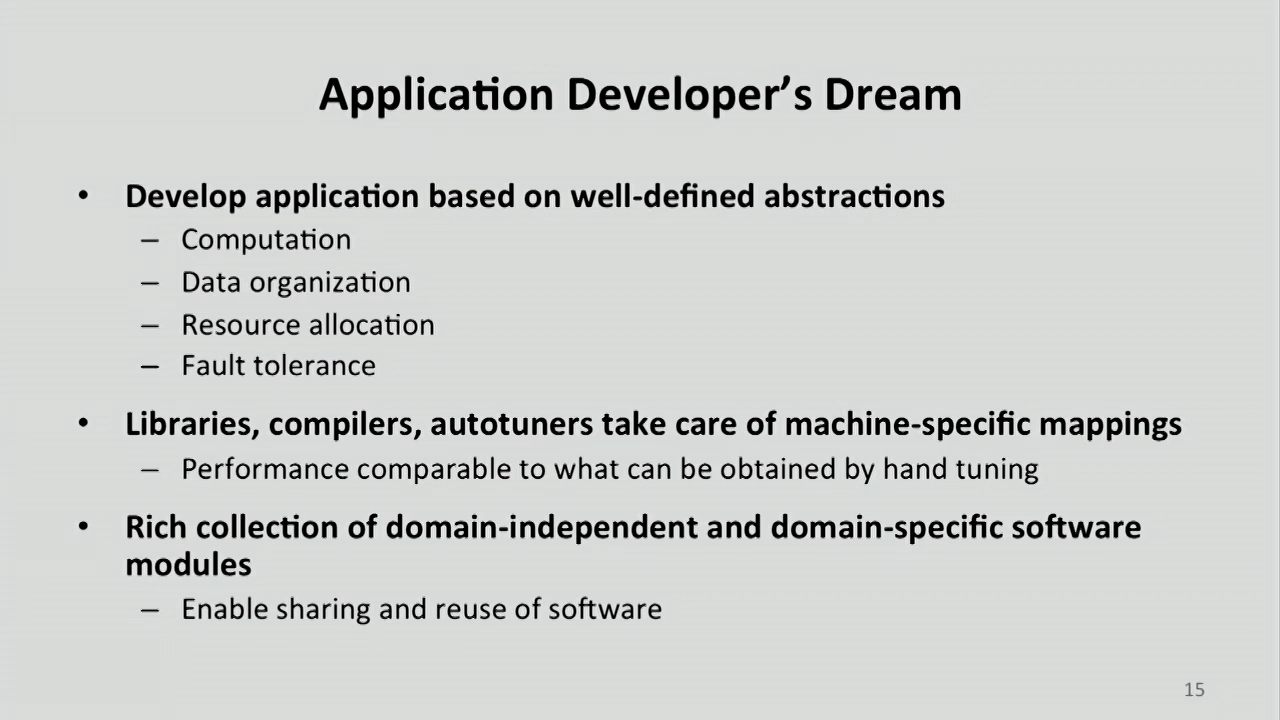 Application Developer’s Dream
• Develop application based on well-defined abstractions
– Computation
– Data organization
– Resource allocation
– Fault tolerance
• Libraries, compilers, autotuners take care of machine-specific mappings
– Performance comparable to what can be obtained by hand tuning
• Rich collection of domain-independent and domain-specific software
modules
– Enable sharing and reuse of software
15